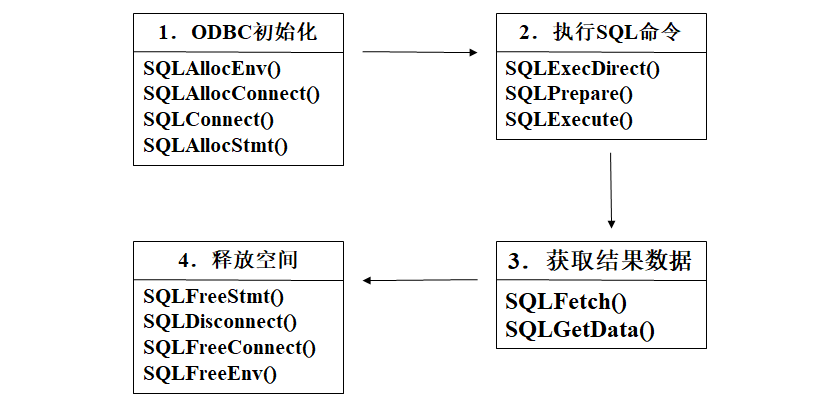 1．ODBC初始化
SQLAllocEnv()
SQLAllocConnect()
SQLConnect()
SQLAllocStmt()
2．执行SQL命令
SQLExecDirect()
SQLPrepare()
SQLExecute()
3．获取结果数据
SQLFetch()
SQLGetData()
4．释放空间
SQLFreeStmt()
SQLDisconnect()
SQLFreeConnect()
SQLFreeEnv()